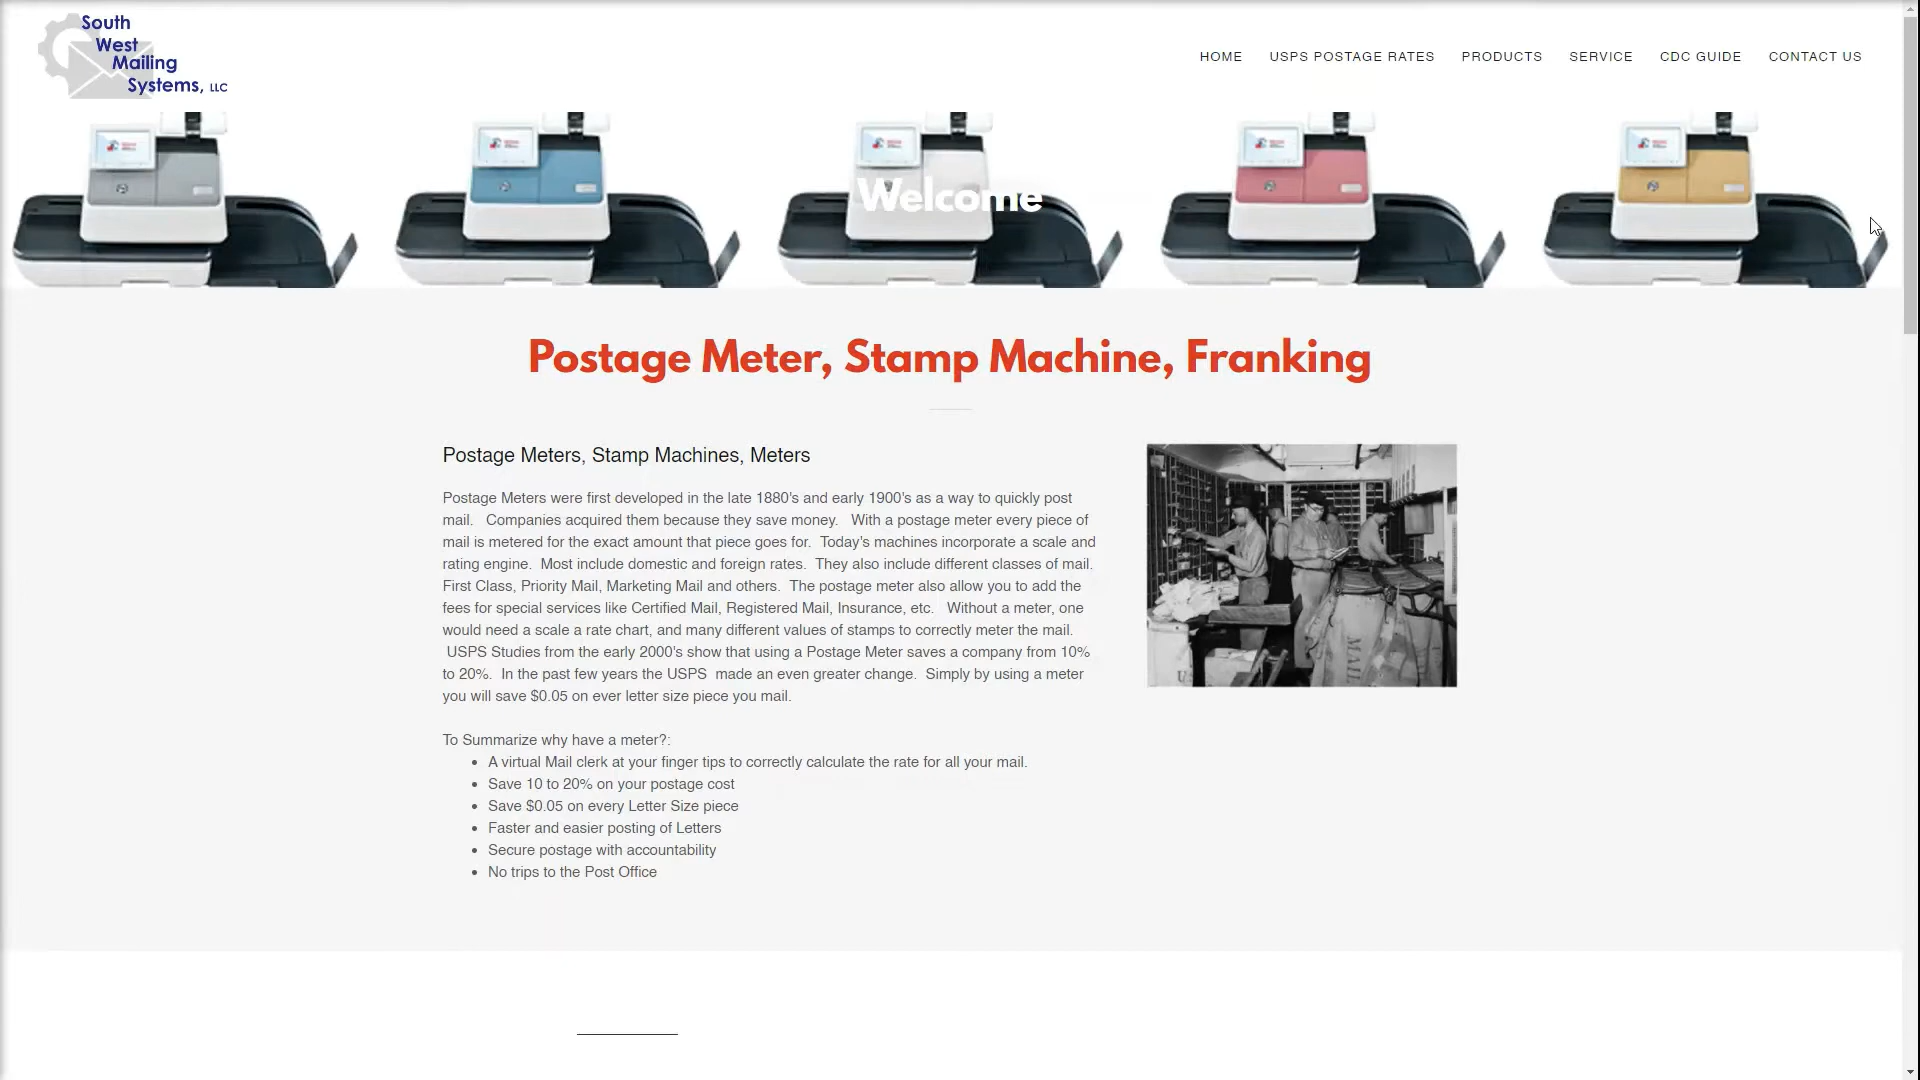 South
West
Mailing
Systems, LLC
HOME USPS POSTAGE RATES PRODUCTS SERVICE CDC GUIDE CONTACT US
Welcome
Postage Meter, Stamp Machine, Franking
Postage Meters, Stamp Machines, Meters
Postage Meters were first developed in the late 1880's and early 1900's as a way to quickly post
mail. Companies acquired them because they save money. With a postage meter every piece of
mail is metered for the exact amount that piece goes for. Today's machines incorporate a scale and
rating engine. Most include domestic and foreign rates. They also include different classes of mail.
First Class, Priority Mail, Marketing Mail and others. The postage meter also allow you to add the
fees for special services like Certified Mail, Registered Mail, Insurance, etc. Without a meter, one
would need a scale a rate chart, and many different values of stamps to correctly meter the mail.
USPS Studies from the early 2000's show that using a Postage Meter saves a company from 10%
to 20%. In the past few years the USPS made an even greater change. Simply by using a meter
you will save $0.05 on ever letter size piece you mail.
To Summarize why have a meter?:
• A virtual Mail clerk at your finger tips to correctly calculate the rate for all your mail.
• Save 10 to 20% on your postage cost
• Save $0.05 on every Letter Size piece
• Faster and easier posting of Letters
• Secure postage with accountability
• No trips to the Post Office
MAIL